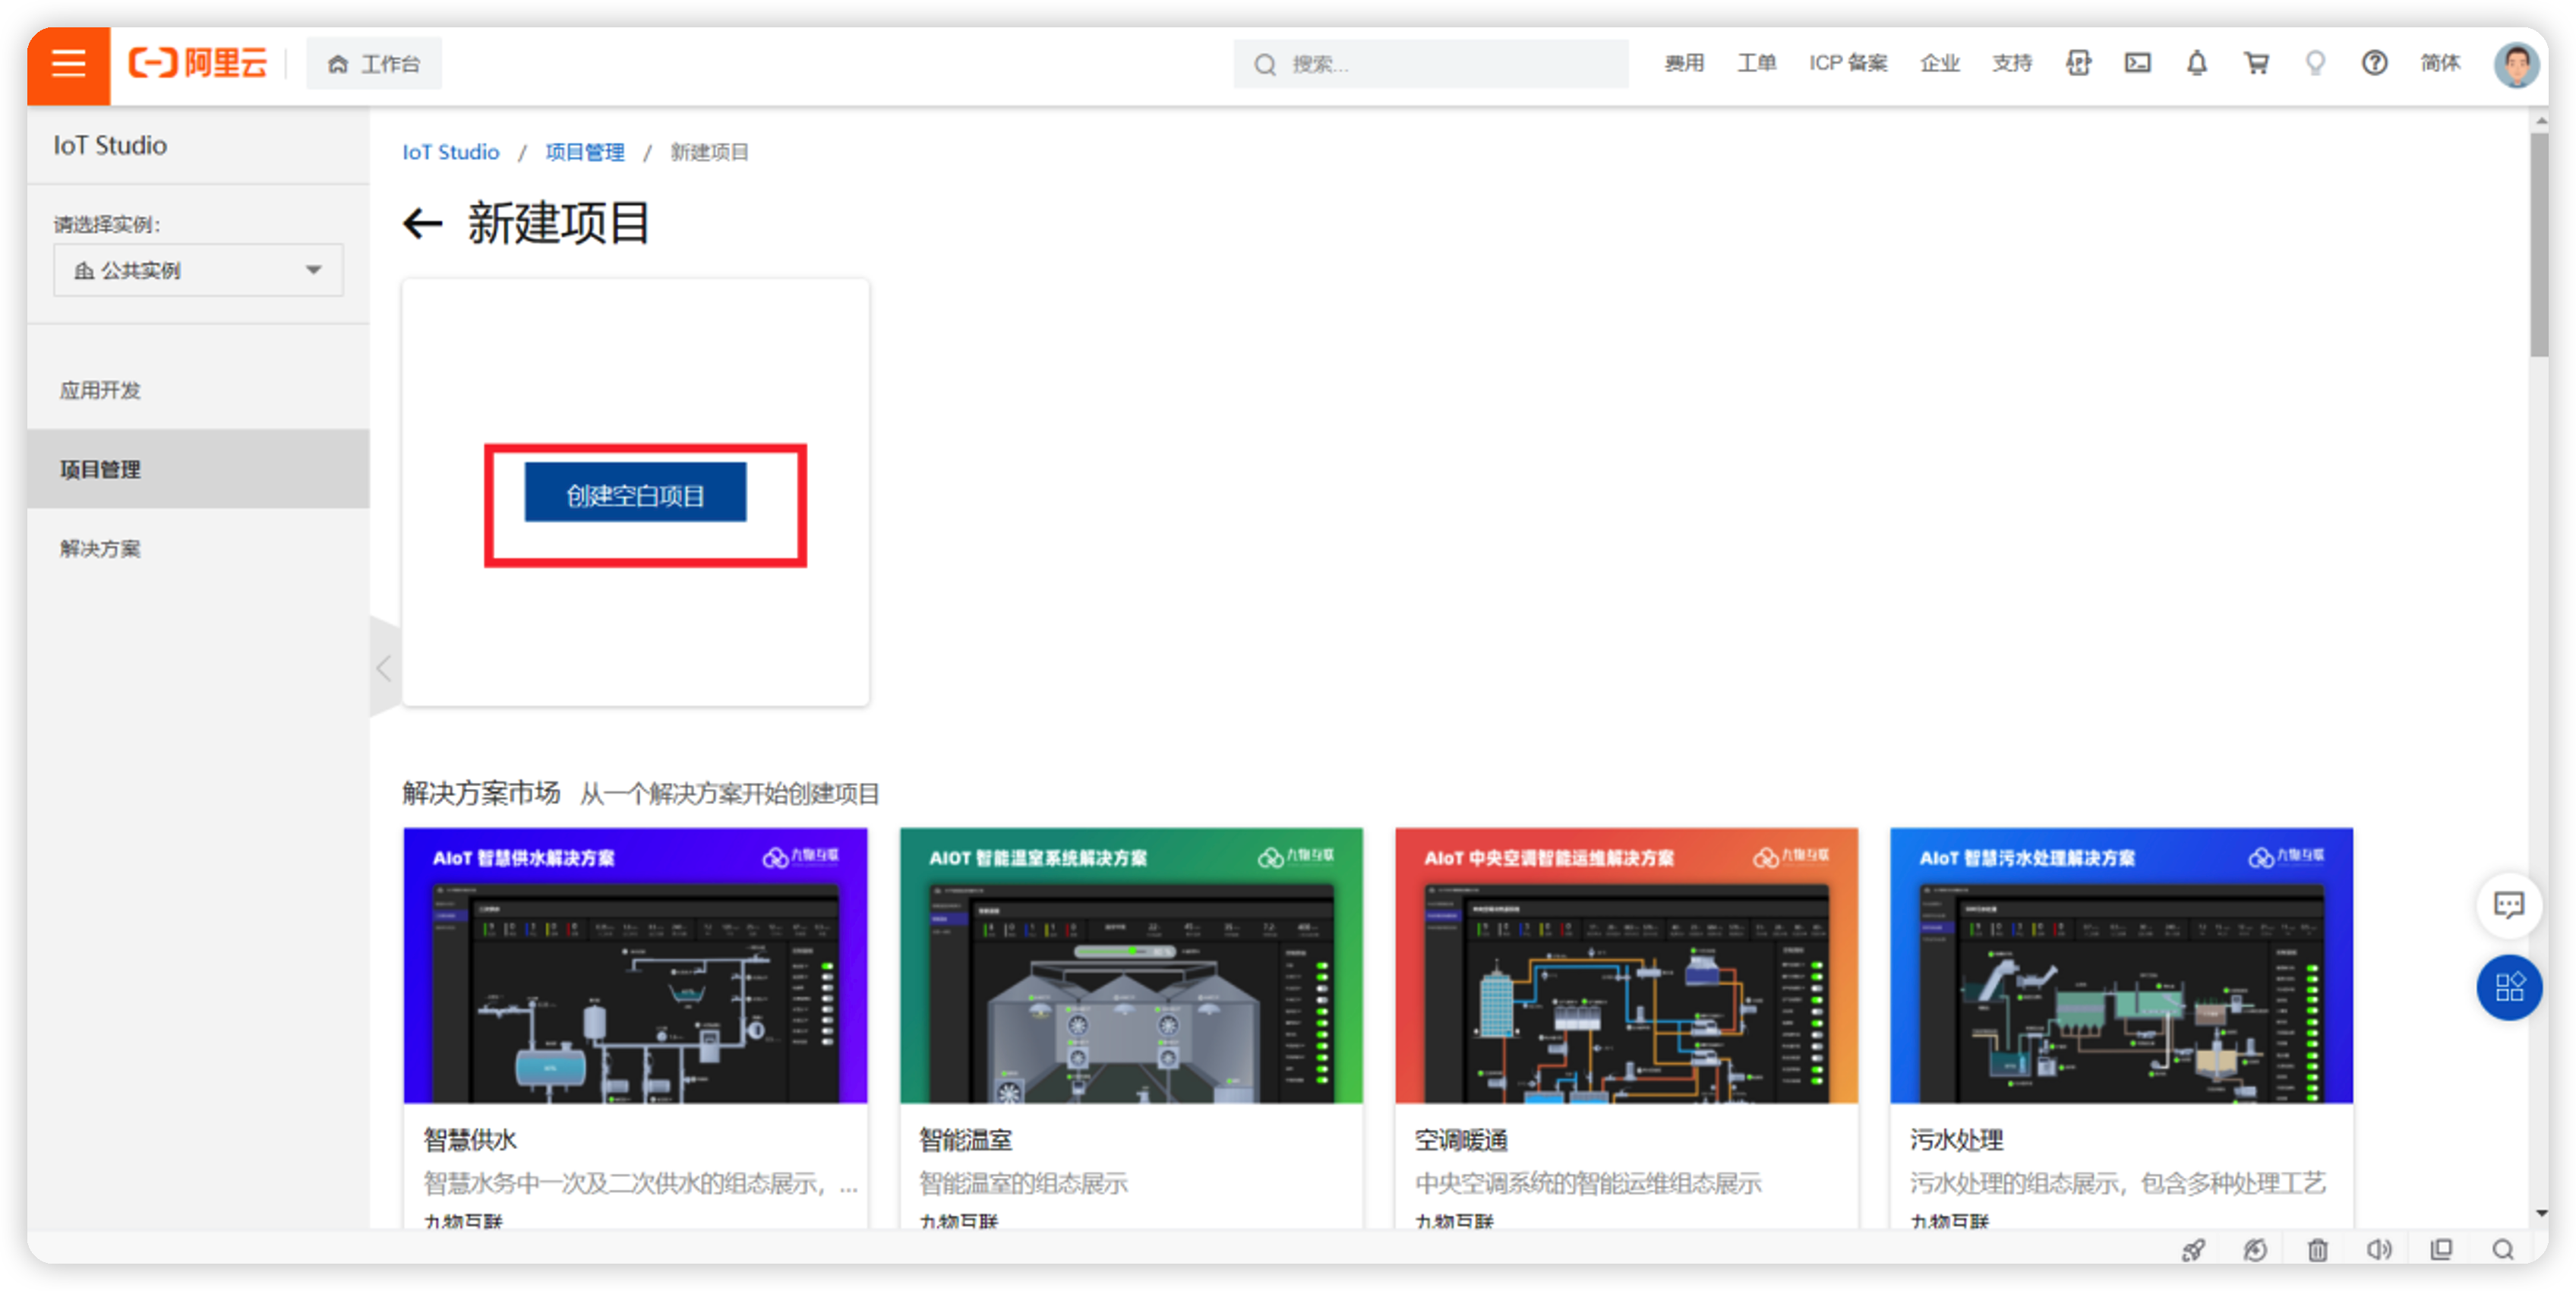 阿里云
工作台
搜索...
费用 工单 ICP 备案 企业 支持 简体
IoT Studio
请选择实例：
公共实例
应用开发
项目管理
解决方案
IoT Studio / 项目管理 / 新建项目
新建项目
创建空白项目
解决方案市场 从一个解决方案开始创建项目
AIoT 智慧供水解决方案 九物互联
智慧供水
智慧水务中一次及二次供水的组态展示，...
九物互联
AIOT 智能温室系统解决方案 九物互联
智能温室
智能温室的组态展示
九物互联
AIoT 中央空调智能运维解决方案 九物互联
空调暖通
中央空调系统的智能运维组态展示
九物互联
AIoT 智慧污水处理解决方案 九物互联
污水处理
污水处理的组态展示，包含多种处理工艺
九物互联